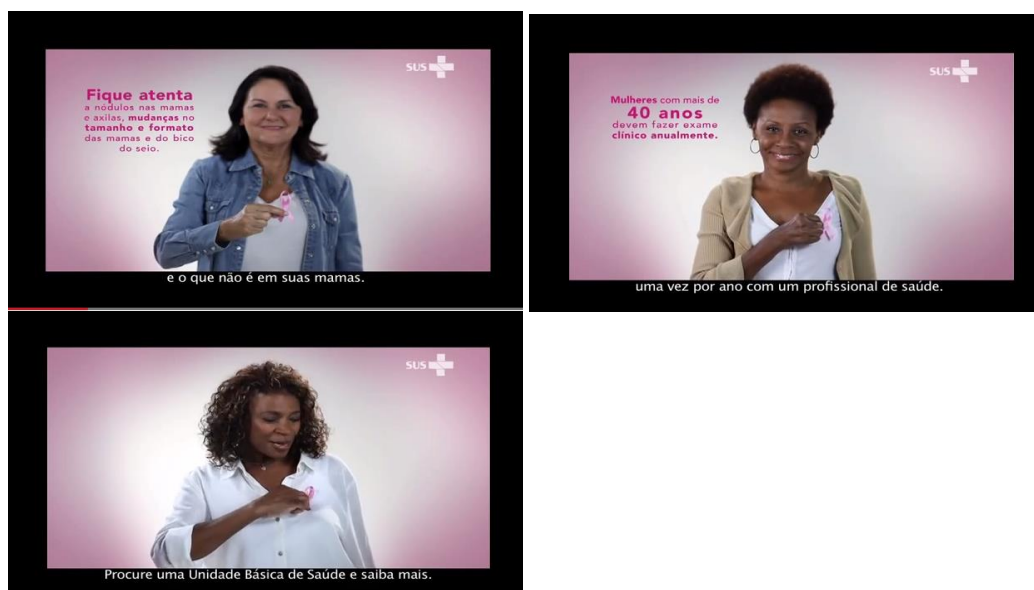 SUS
Fique atenta
a nódulos nas mamas
e axilas, mudanças no
tamanho e formato
das mamas e do bico
do seio.
e o que não é em suas mamas.
SUS
Mulheres com mais de
40 anos
devem fazer exame
clínico anualmente.
uma vez por ano com um profissional de saúde.
SUS
Procure uma Unidade Básica de Saúde e saiba mais.